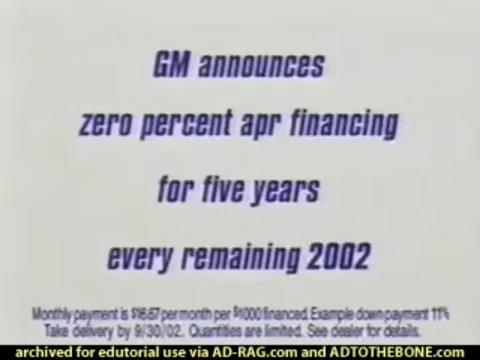 GM announces
zero percent apr financing
for five years
every remaining 2002
Monthly payment is $16.67 per month per $1000 financed. Example down payment 11%
Take delivery by 9/30/02. Quantities are limited. See dealer for details.
archived for edutorial use via AD-RAG.com and ADTOTHEBONE.com